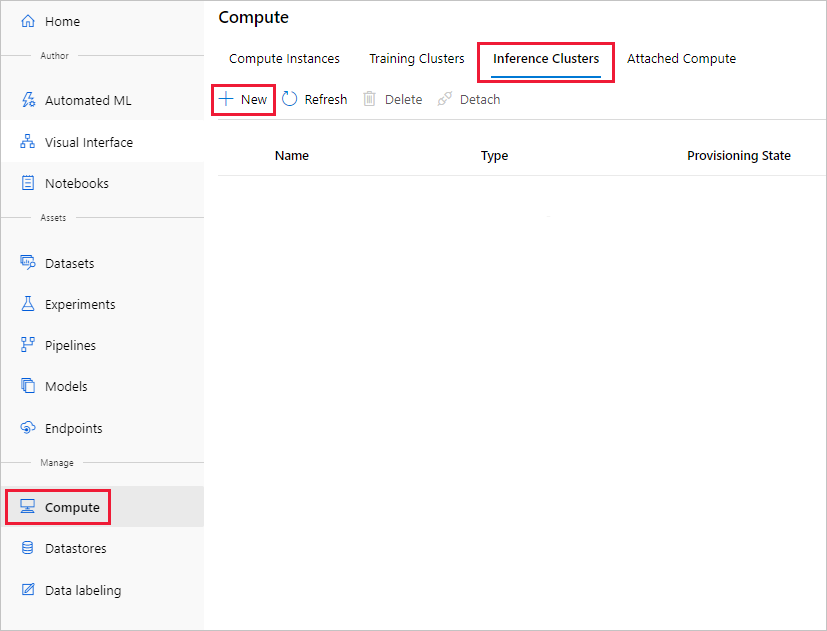 Home
Author
Automated ML
Visual Interface
Notebooks
Assets
Datasets
Experiments
Pipelines
Models
Endpoints
Manage
Compute
Datastores
Data labeling
Compute
Compute Instances Training Clusters Inference Clusters Attached Compute
New Refresh Delete Detach
Name Type Provisioning State